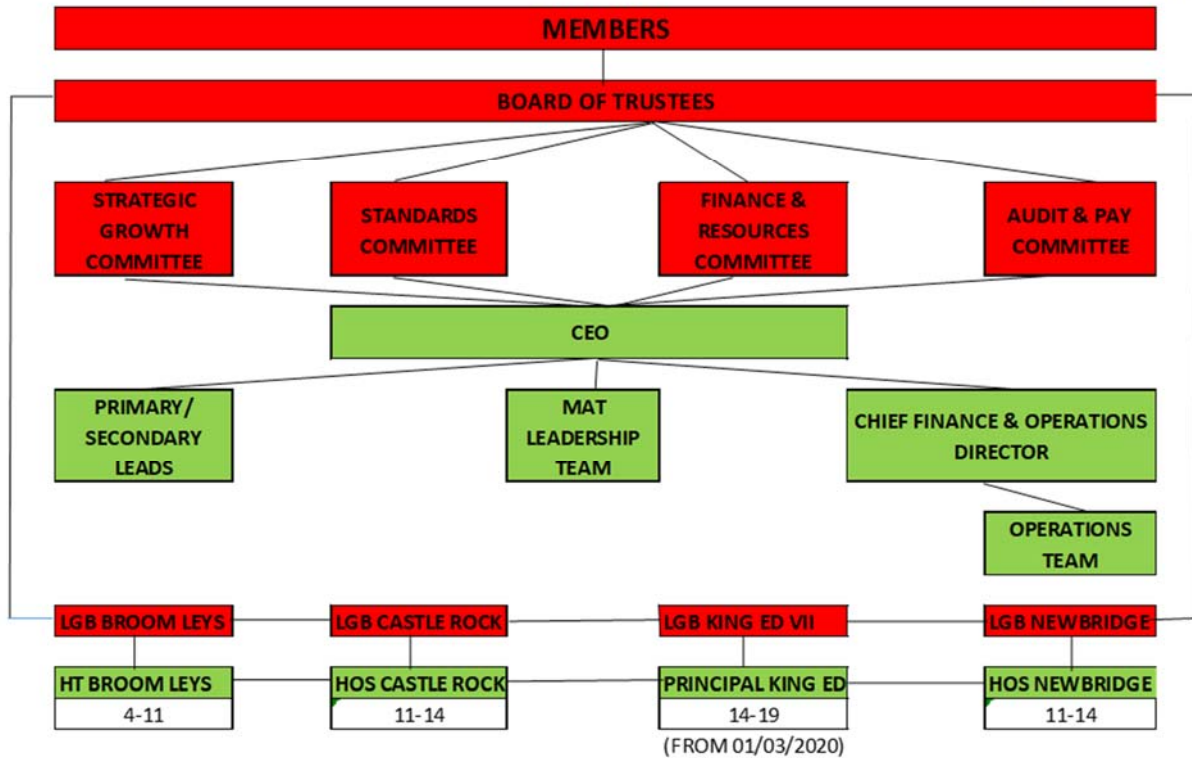 MEMBERS
BOARD OF TRUSTEES
STRATEGIC
GROWTH
COMMITTEE
STANDARDS
COMMITTEE
FINANCE &
RESOURCES
COMMITTEE
AUDIT & PAY
COMMITTEE
CEO
PRIMARY/
SECONDARY
LEADS
MAT
LEADERSHIP
TEAM
CHIEF FINANCE & OPERATIONS
DIRECTOR
OPERATIONS
TEAM
LGB BROOM LEYS
LGB CASTLE ROCK
LGB KING ED VII
LGB NEWBRIDGE
HT BROOM LEYS
HOS CASTLE ROCK
PRINCIPAL KING ED
HOS NEWBRIDGE
4-11
11-14
14-19
11-14
(FROM 01/03/2020)